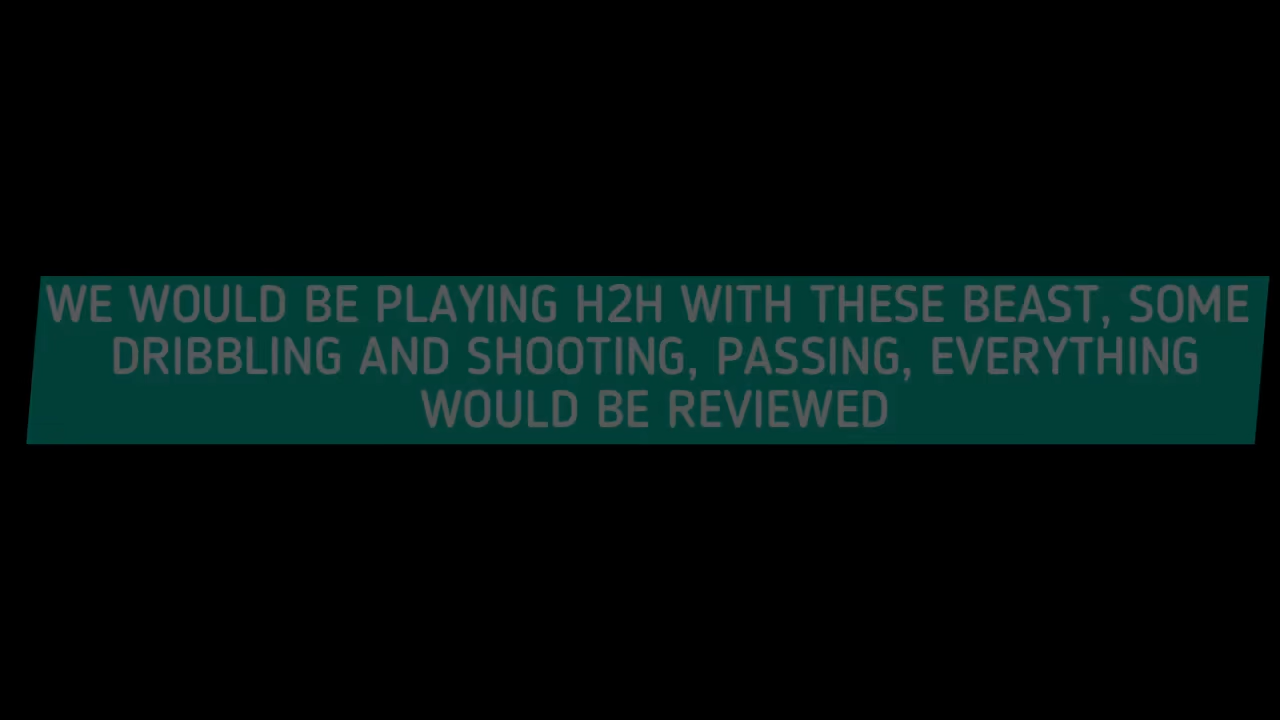 WE WOULD BE PLAYING H2H WITH THESE BEAST, SOME
DRIBBLING AND SHOOTING, PASSING, EVERYTHING
WOULD BE REVIEWED